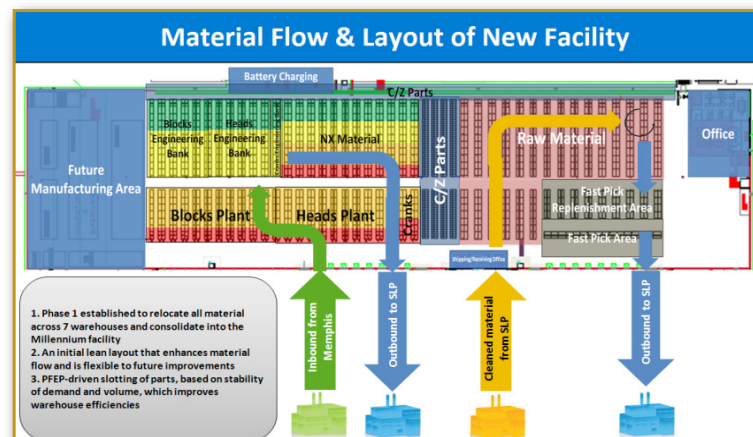 Material Flow & Layout of New Facility
Battery Charging
C/Z Parts
Blocks
Engineering
Bank
Heads
Engineering
Bank
NX Material
C/Z Parts
Raw Material
Office
Future
Manufacturing Area
Blocks Plant
Heads Plant
Cranks
Fast Pick
Replenishment Area
Fast Pick Area
Shipping/Receiving Office
Inbound from
Memphis
Outbound to SLP
Cleaned material
from SLP
Outbound to SLP
1. Phase 1 established to relocate all material
across 7 warehouses and consolidate into the
Millennium facility
2. An initial lean layout that enhances material
flow and is flexible to future improvements
3. PFEP-driven slotting of parts, based on stability
of demand and volume, which improves
warehouse efficiencies